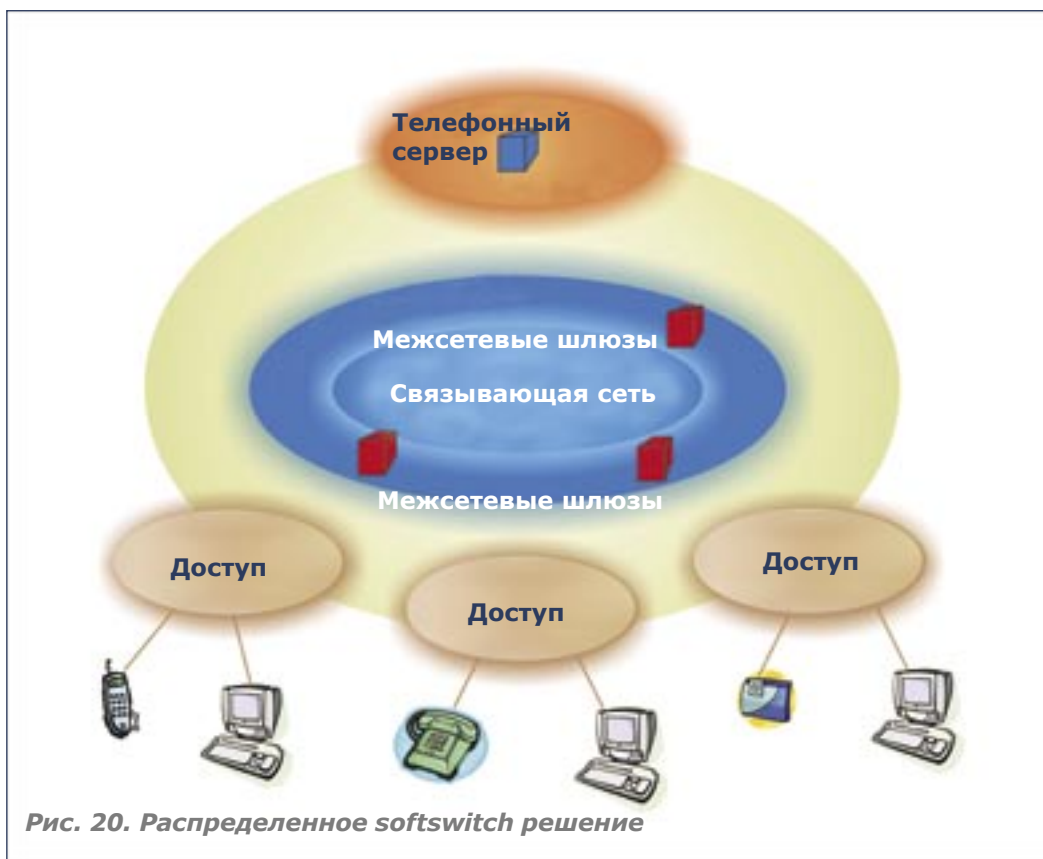 Телефонный
сервер
Межсетевые шлюзы
Связывающая сеть
Межсетевые шлюзы
Доступ
Доступ
Доступ
Рис. 20. Распределенное softswitch решение